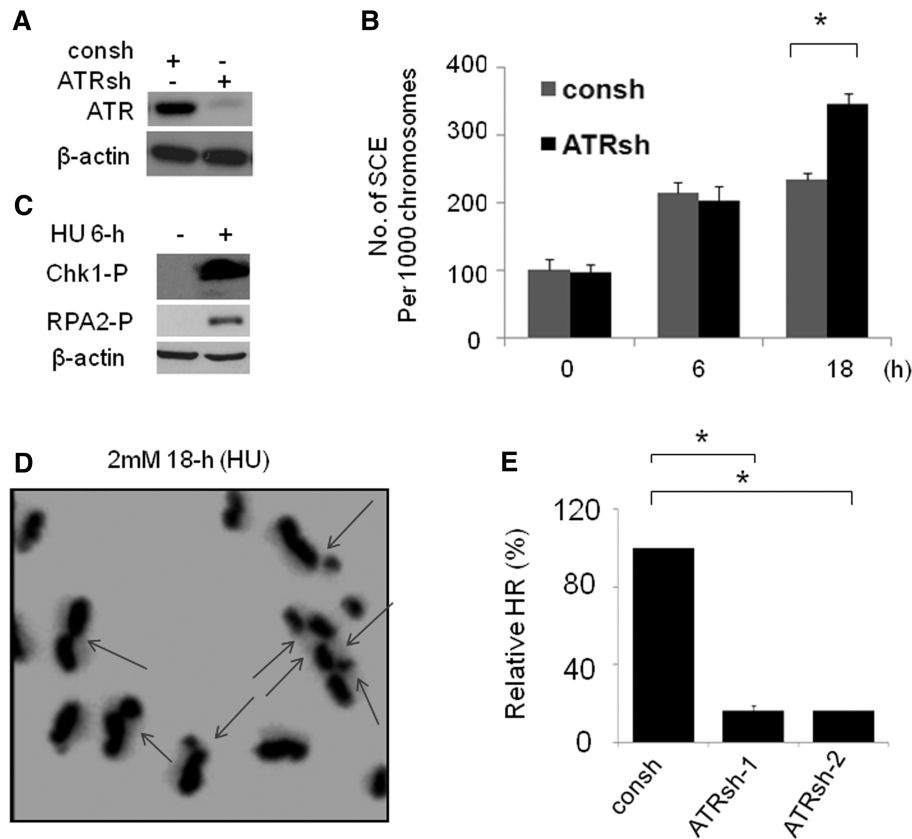 A
consh + -
ATRsh - +
ATR
β-actin
B
*
No. of SCE
Per 1000 chromosomes
400
300
200
100
0
consh
ATRsh
0 6 18 (h)
C
HU 6-h - +
Chk1-P
RPA2-P
β-actin
D
2mM 18-h (HU)
E
*
*
Relative HR (%)
120
80
40
0
consh
ATRsh-1
ATRsh-2